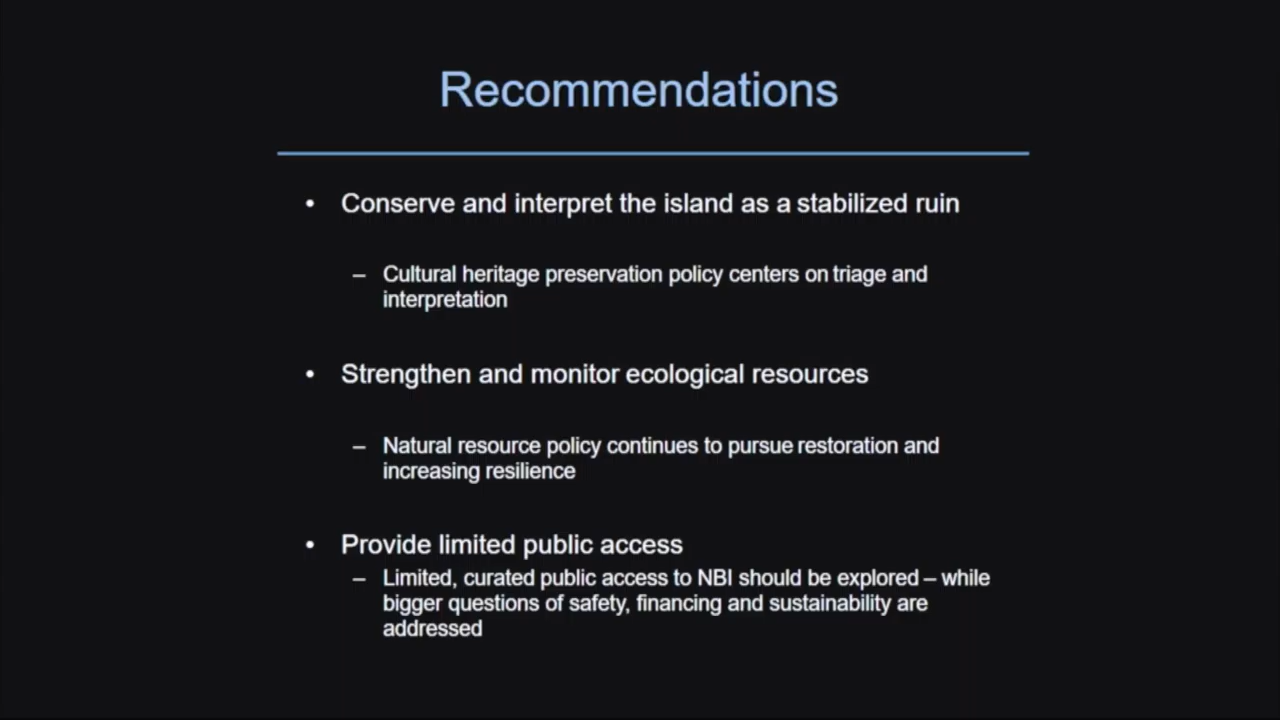 Recommendations
• Conserve and interpret the island as a stabilized ruin
– Cultural heritage preservation policy centers on triage and
interpretation
• Strengthen and monitor ecological resources
– Natural resource policy continues to pursue restoration and
increasing resilience
• Provide limited public access
– Limited, curated public access to NBI should be explored – while
bigger questions of safety, financing and sustainability are
addressed